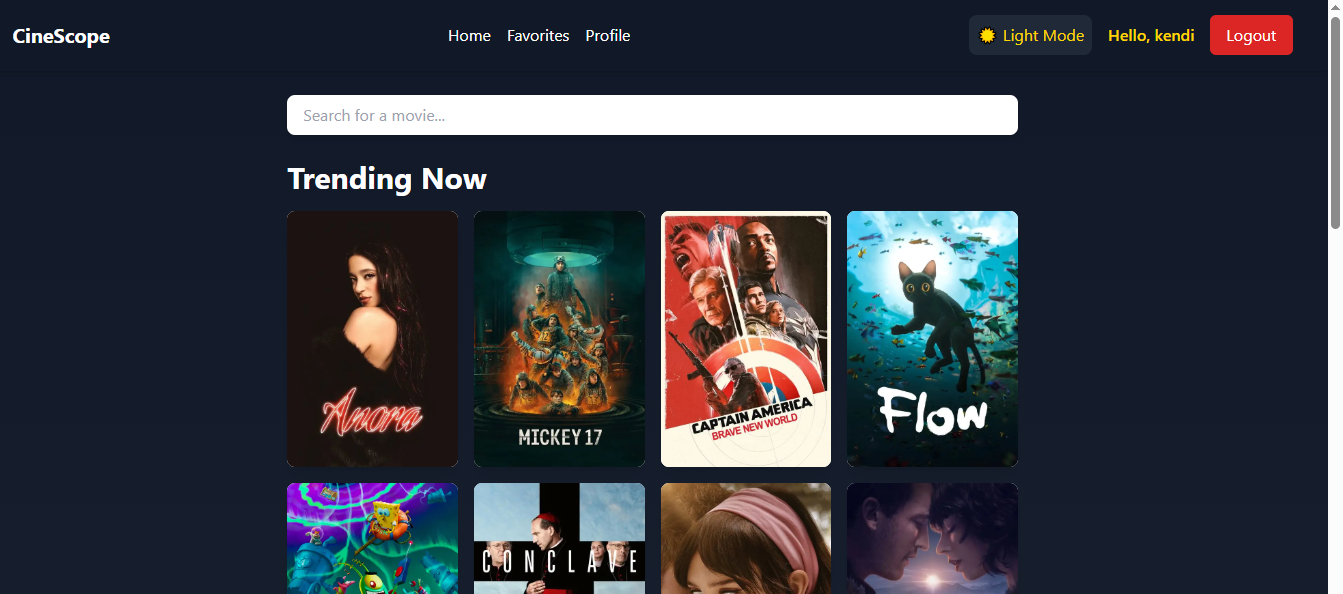 CineScope
Home Favorites Profile
Light Mode
Hello, kendi
Logout
Search for a movie...
Trending Now
Anora
MICKEY 17
CAPTAIN AMERICA
BRAVE NEW WORLD
Flow
CONCLAVE